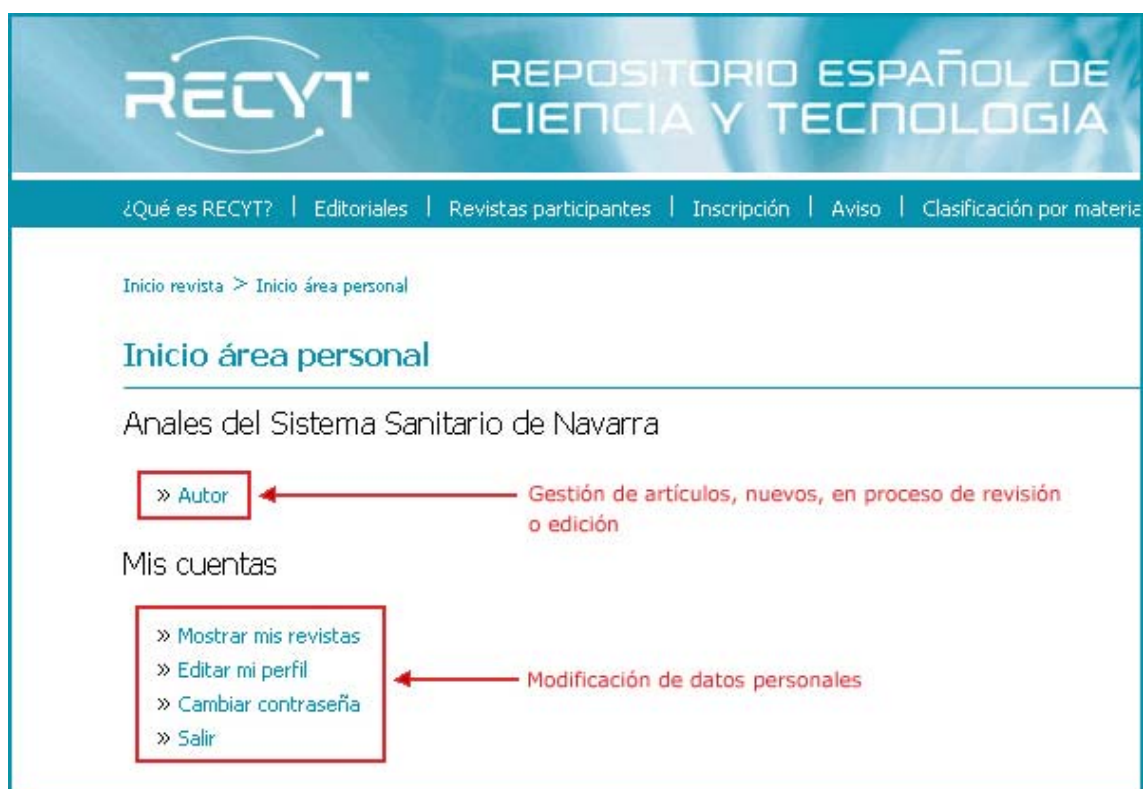 RECYT
REPOSITORIO ESPAÑOL DE
CIENCIA Y TECNOLOGIA
¿Qué es RECYT? | Editoriales | Revistas participantes | Inscripción | Aviso | Clasificación por materia
Inicio revista > Inicio área personal
Inicio área personal
Anales del Sistema Sanitario de Navarra
» Autor
Gestión de artículos, nuevos, en proceso de revisión
o edición
Mis cuentas
» Mostrar mis revistas
» Editar mi perfil
» Cambiar contraseña
» Salir
Modificación de datos personales